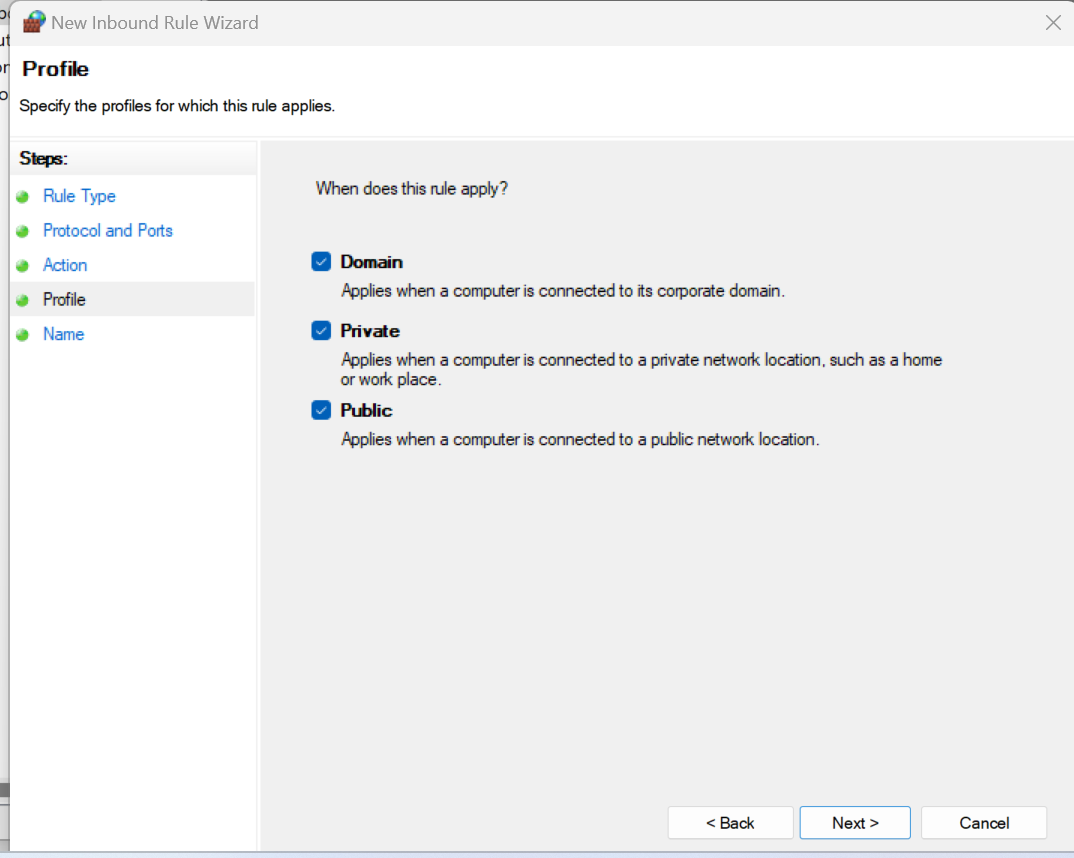 New Inbound Rule Wizard
Profile
Specify the profiles for which this rule applies.
Steps:
Rule Type
Protocol and Ports
Action
Profile
Name
When does this rule apply?
Domain
Applies when a computer is connected to its corporate domain.
Private
Applies when a computer is connected to a private network location, such as a home
or work place.
Public
Applies when a computer is connected to a public network location.
< Back
Next >
Cancel